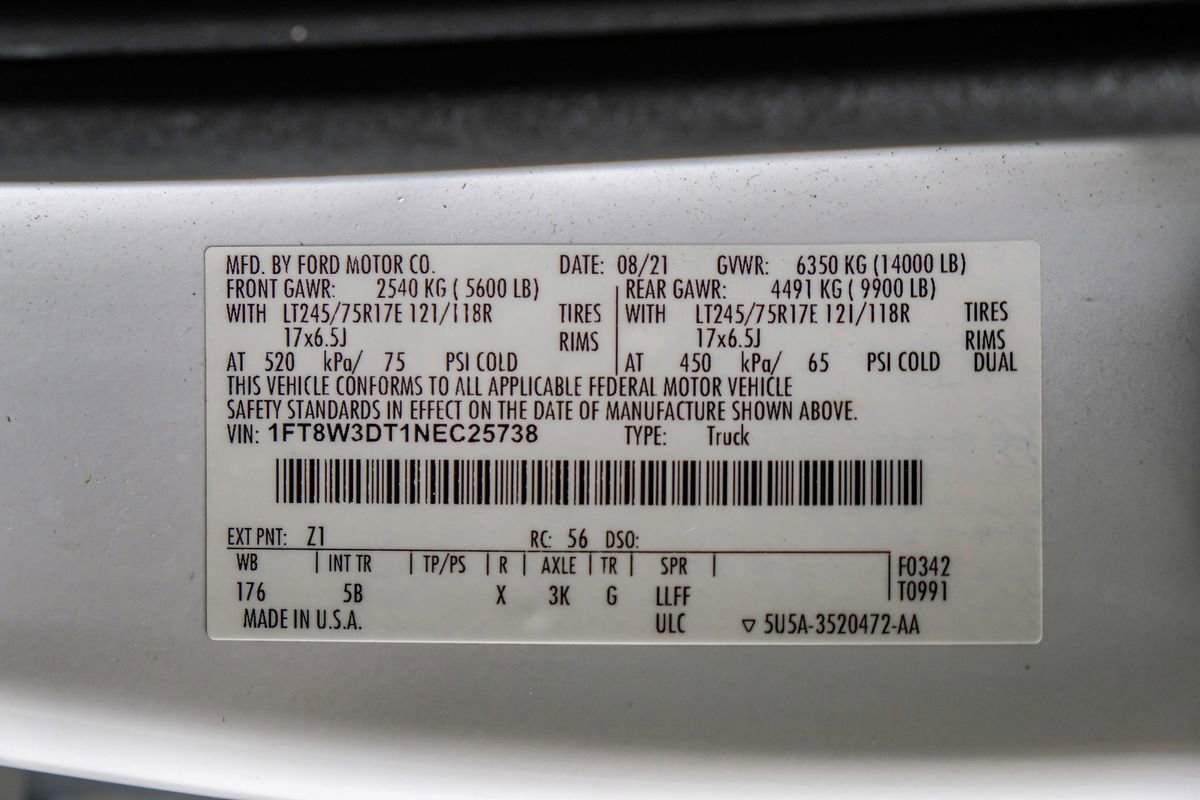 MFD. BY FORD MOTOR CO. DATE: 08/21 GVWR: 6350 KG (14000 LB)
FRONT GAWR: 2540 KG ( 5600 LB) REAR GAWR: 4491 KG ( 9900 LB)
WITH LT245/75R17E 121/118R TIRES WITH LT245/75R17E 121/118R TIRES
17x6.5J RIMS 17x6.5J RIMS
AT 520 kPa/ 75 PSI COLD AT 450 kPa/ 65 PSI COLD DUAL
THIS VEHICLE CONFORMS TO ALL APPLICABLE FEDERAL MOTOR VEHICLE
SAFETY STANDARDS IN EFFECT ON THE DATE OF MANUFACTURE SHOWN ABOVE.
VIN: 1FT8W3DT1NEC25738 TYPE: Truck
EXT PNT: Z1 RC: 56 DSO:
WB INT TR TP/PS R AXLE TR SPR F0342
176 5B X 3K G LLFF T0991
MADE IN U.S.A. ULC ▽ 5U5A-3520472-AA